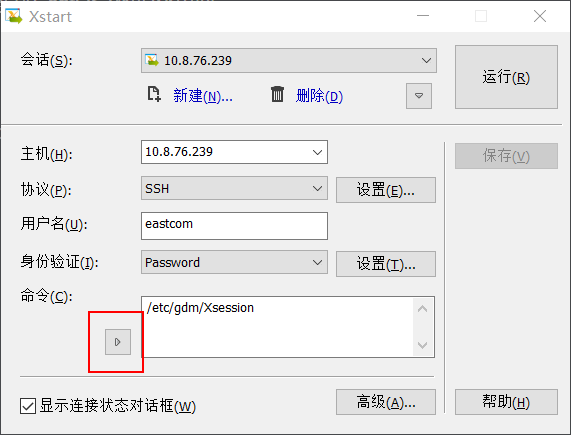 Xstart
会话(S):
10.8.76.239
运行(R)
新建(N)...
删除(D)
主机(H):
10.8.76.239
保存(V)
协议(P):
SSH
设置(E)...
用户名(U):
eastcom
身份验证(I):
Password
设置(T)...
命令(C):
/etc/gdm/Xsession
显示连接状态对话框(W)
高级(A)...
帮助(H)